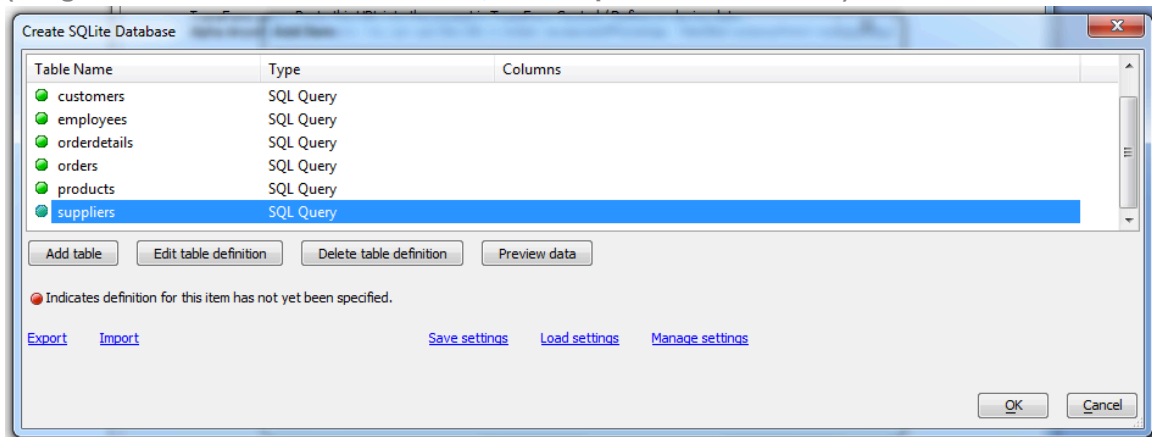 Create SQLite Database
Table Name Type Columns
customers SQL Query
employees SQL Query
orderdetails SQL Query
orders SQL Query
products SQL Query
suppliers SQL Query
Add table Edit table definition Delete table definition Preview data
Indicates definition for this item has not yet been specified.
Export Import Save settings Load settings Manage settings
OK Cancel